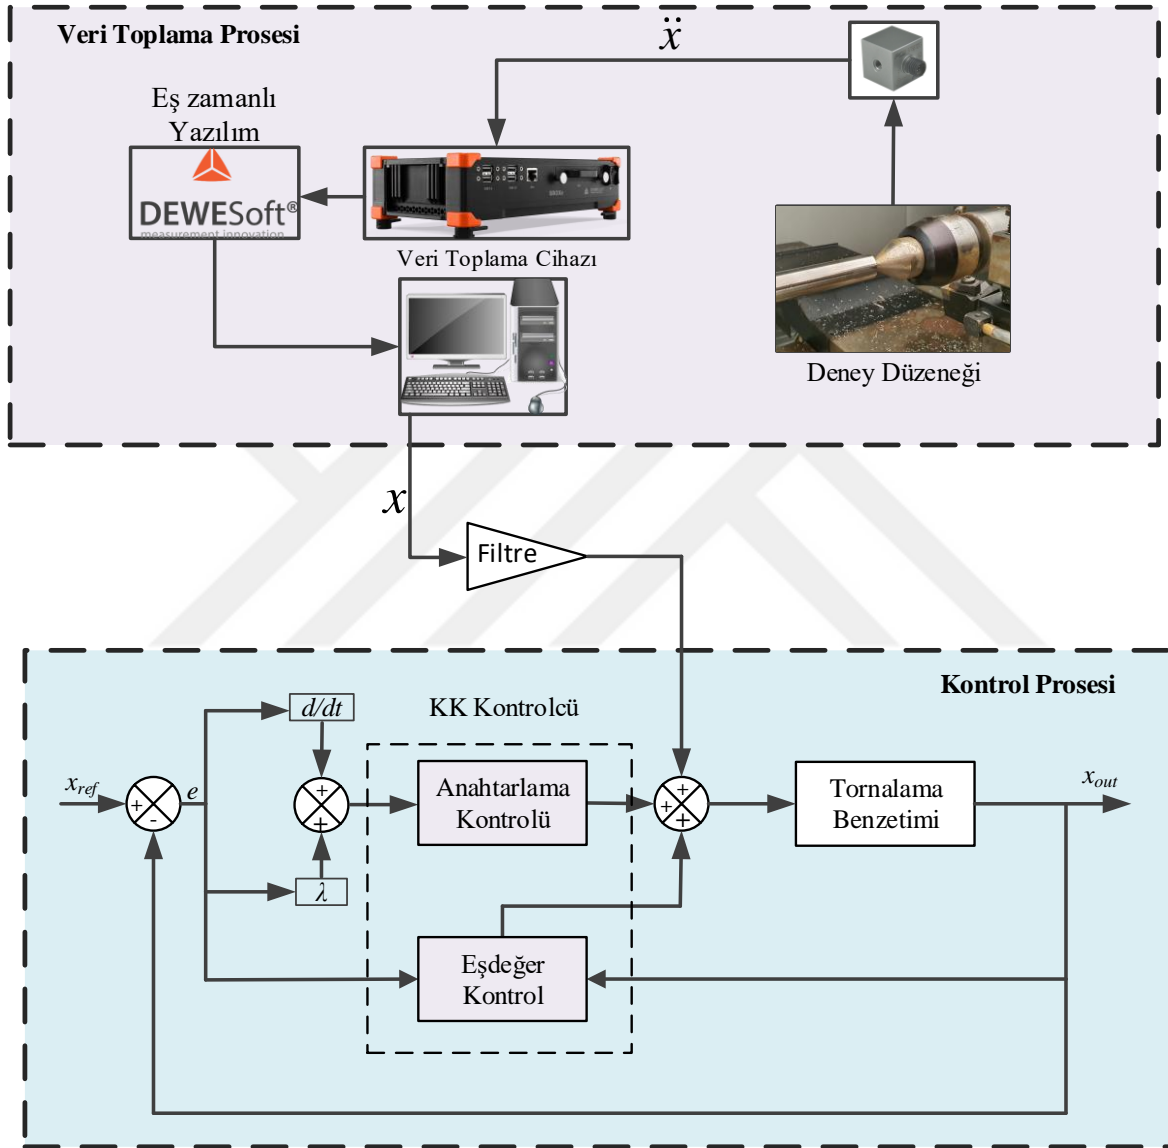 Veri Toplama Prosesi
ẍ
Eş zamanlı
Yazılım
DEWESoft®
measurement innovation
Veri Toplama Cihazı
Deney Düzeneği
x
Filtre
Kontrol Prosesi
d/dt
KK Kontrolcü
x_ref
+
-
e
+
+
Anahtarlama
Kontrolü
+
+
+
Tornalama
Benzetimi
x_out
λ
Eşdeğer
Kontrol